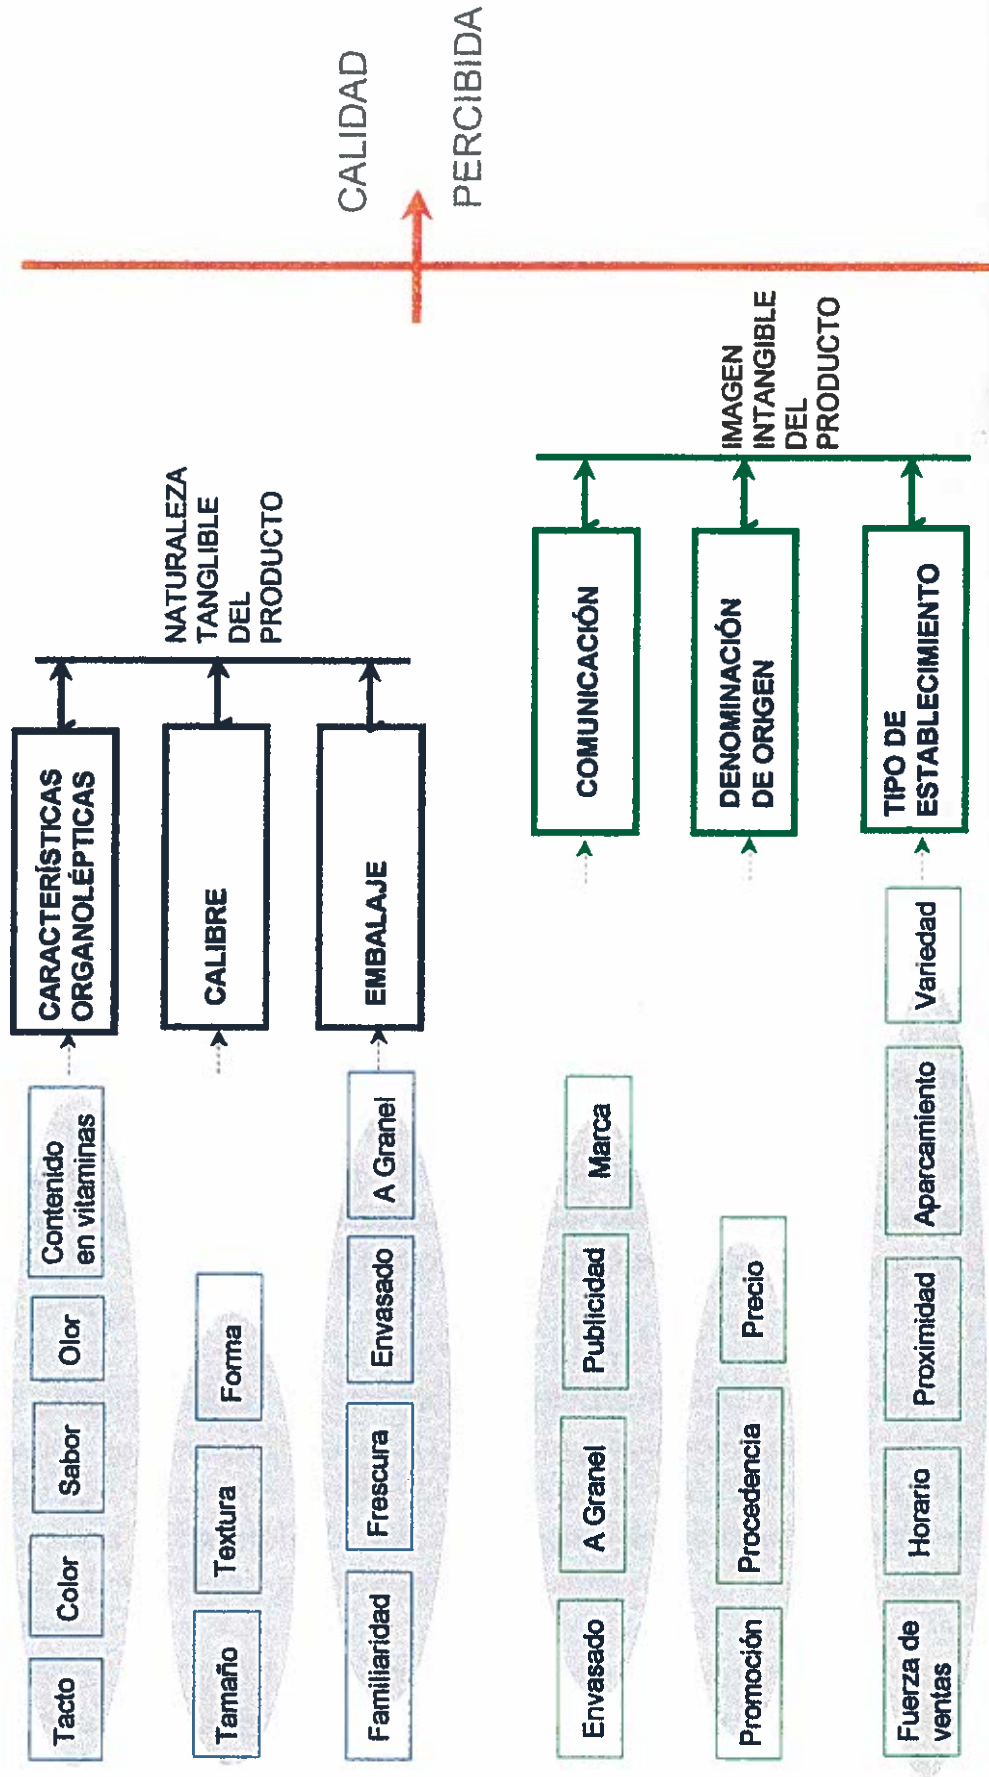 Tacto
Color
Sabor
Olor
Contenido
en vitaminas
CARACTERÍSTICAS
ORGANOLÉPTICAS
Tamaño
Textura
Forma
CALIBRE
NATURALEZA
TANGLIBLE
DEL
PRODUCTO
Familiaridad
Frescura
Envasado
A Granel
EMBALAJE
CALIDAD
PERCIBIDA
Envasado
A Granel
Publicidad
Marca
COMUNICACIÓN
Promoción
Procedencia
Precio
DENOMINACIÓN
DE ORIGEN
IMAGEN
INTANGIBLE
DEL
PRODUCTO
Fuerza de
ventas
Horario
Proximidad
Aparcamiento
Variedad
TIPO DE
ESTABLECIMIENTO